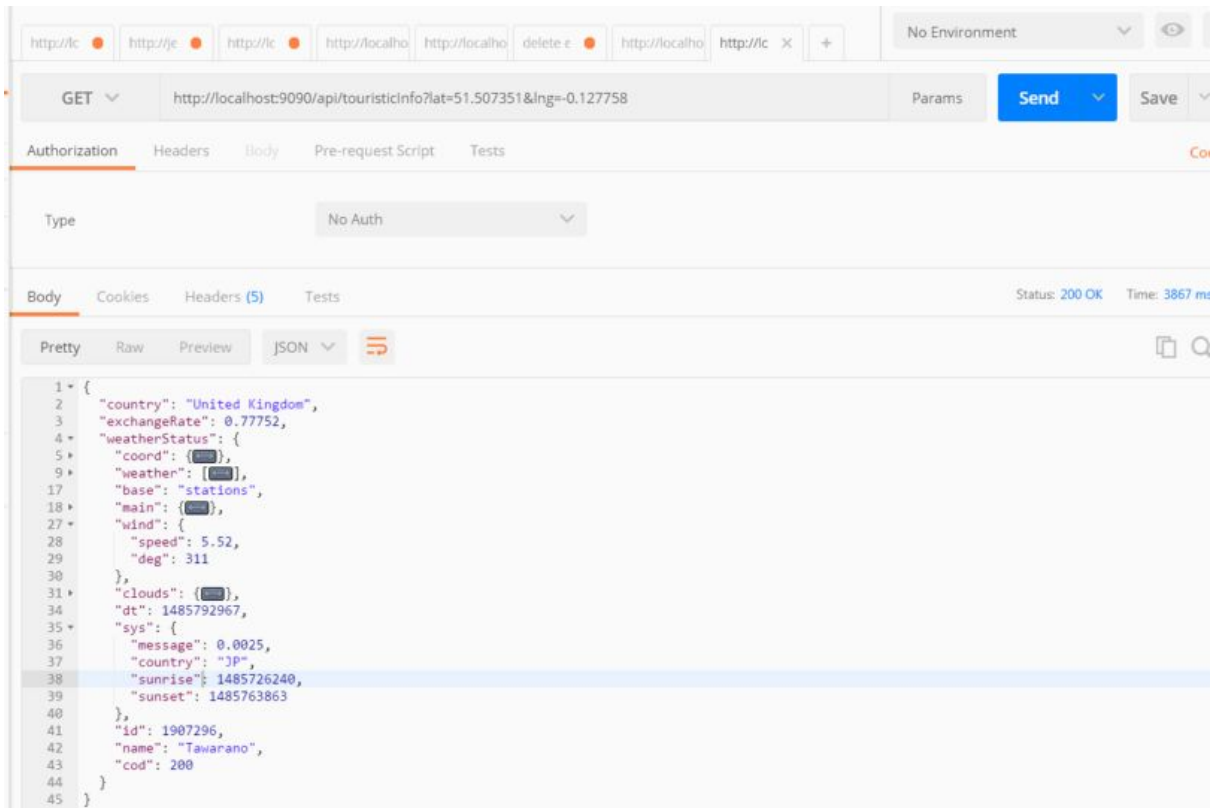 http://lc http://je http://lc http://localho http://localho delete e http://localho http://lc × + No Environment
GET http://localhost:9090/api/touristicInfo?lat=51.507351&lng=-0.127758 Params Send Save
Authorization Headers Body Pre-request Script Tests
Type No Auth
Body Cookies Headers (5) Tests Status: 200 OK Time: 3867 ms
Pretty Raw Preview JSON
1 {
2 "country": "United Kingdom",
3 "exchangeRate": 0.77752,
4 "weatherStatus": {
5 "coord": {},
9 "weather": [],
17 "base": "stations",
18 "main": {},
27 "wind": {
28 "speed": 5.52,
29 "deg": 311
30 },
31 "clouds": {},
34 "dt": 1485792967,
35 "sys": {
36 "message": 0.0025,
37 "country": "JP",
38 "sunrise": 1485726240,
39 "sunset": 1485763863
40 },
41 "id": 1907296,
42 "name": "Tawarano",
43 "cod": 200
44 }
45 }